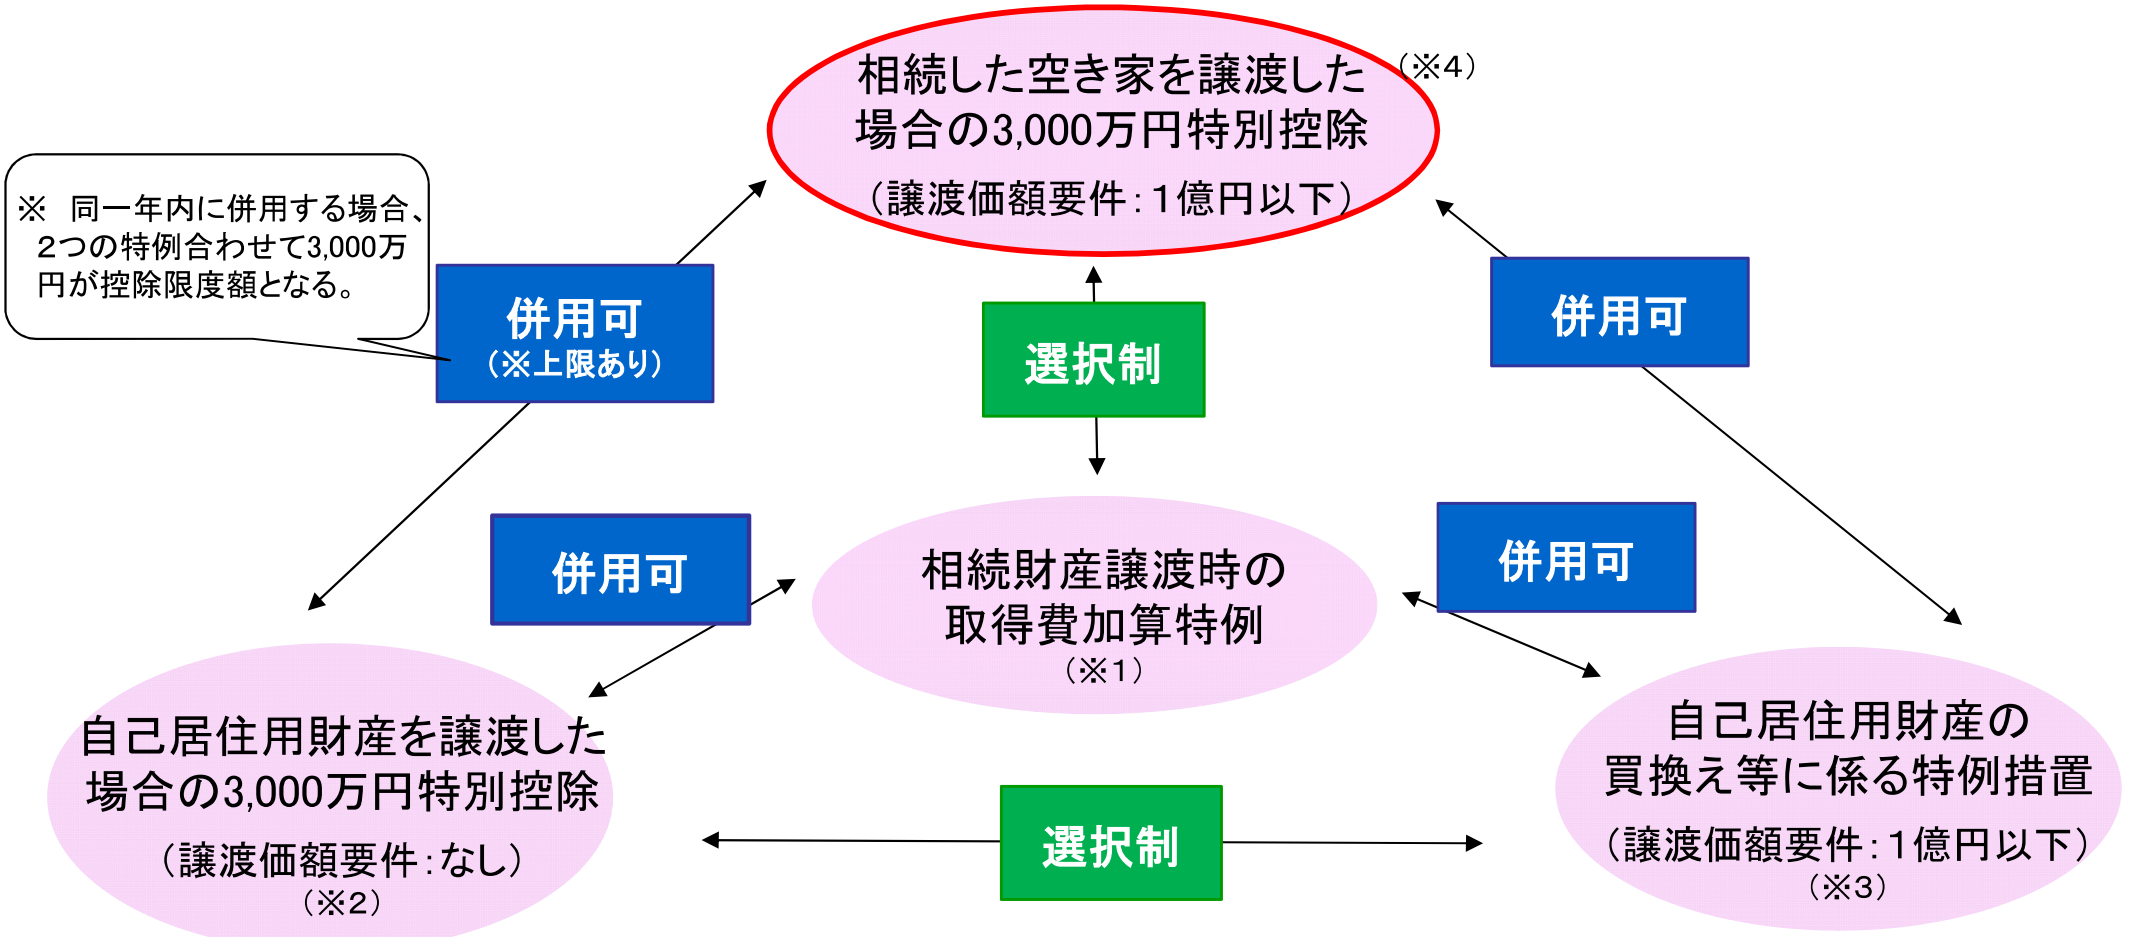 相続した空き家を譲渡した
場合の3,000万円特別控除
（譲渡価額要件：１億円以下）
（※４）
※　同一年内に併用する場合、
２つの特例合わせて3,000万
円が控除限度額となる。
併用可
（※上限あり）
選択制
併用可
併用可
相続財産譲渡時の
取得費加算特例
（※１）
併用可
自己居住用財産を譲渡した
場合の3,000万円特別控除
（譲渡価額要件：なし）
（※２）
選択制
自己居住用財産の
買換え等に係る特例措置
（譲渡価額要件：１億円以下）
（※３）